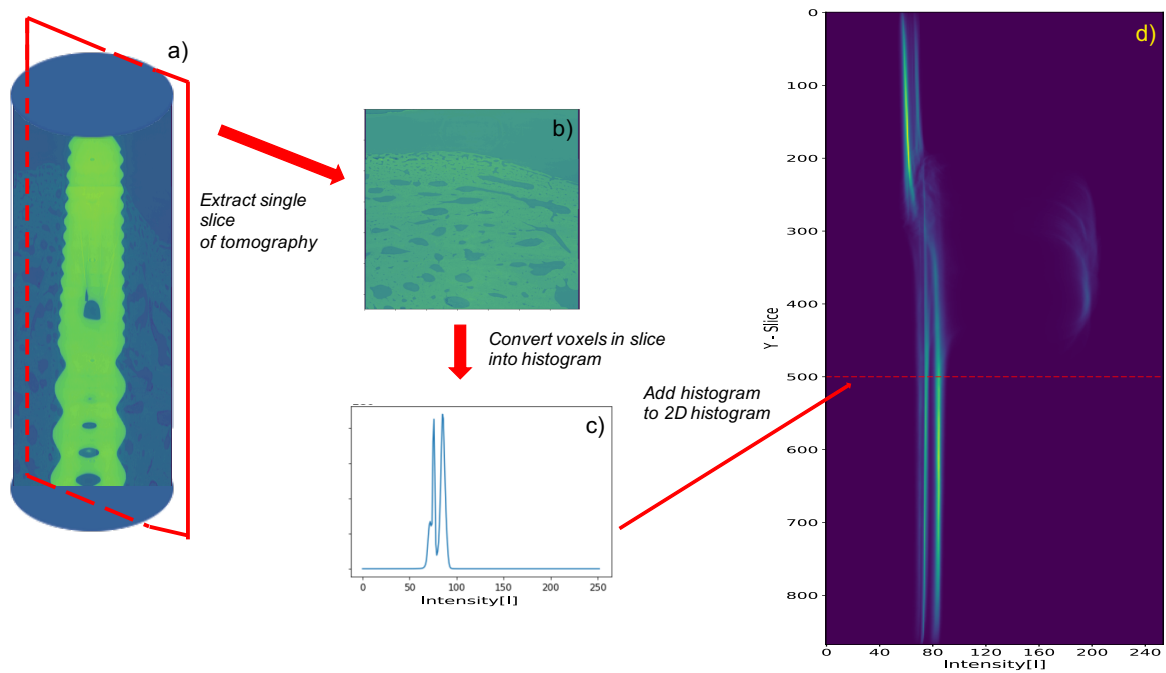 a)
Extract single
slice
of tomography
b)
Convert voxels in slice
into histogram
c)
0
50
100
150
200
250
Intensity[I]
Add histogram
to 2D histogram
d)
0
100
200
300
400
500
600
700
800
Y - Slice
0
40
80
120
160
200
240
Intensity[I]